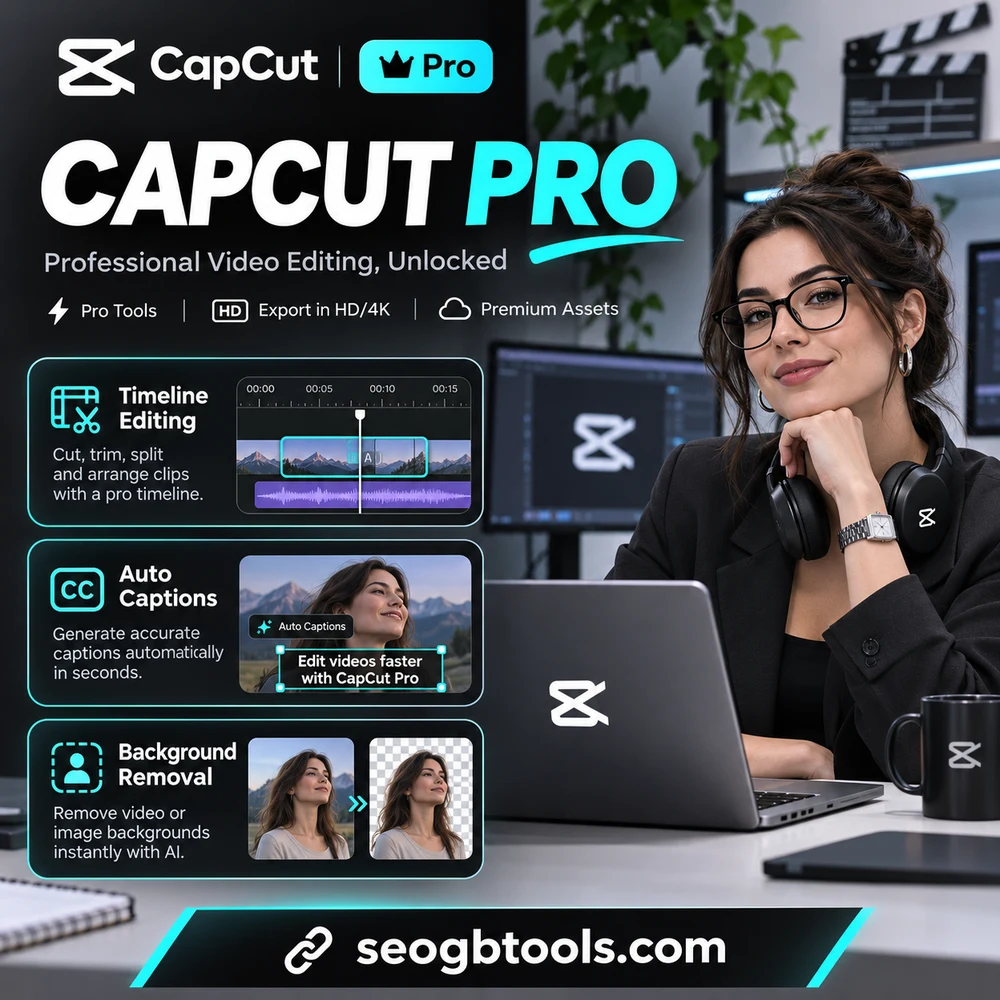 CapCut
Pro
CAPCUT PRO
Professional Video Editing, Unlocked
Pro Tools
HD
Export in HD/4K
Premium Assets
Timeline
Editing
Cut, trim, split
and arrange clips
with a pro timeline.
00:00 00:05 00:10 00:15
A
CC
Auto
Captions
Generate accurate
captions automatically
in seconds.
Auto Captions
Edit videos faster
with CapCut Pro
Background
Removal
Remove video or
image backgrounds
instantly with AI.
seogbtools.com